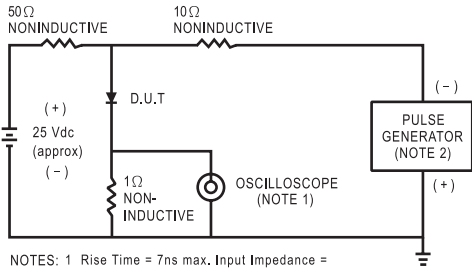 50Ω
NONINDUCTIVE
10Ω
NONINDUCTIVE
(+)
25 Vdc
(approx)
(−)
D.U.T
1Ω
NON-
INDUCTIVE
OSCILLOSCOPE
(NOTE 1)
(−)
PULSE
GENERATOR
(NOTE 2)
(+)
NOTES: 1 Rise Time = 7ns max. Input Impedance =